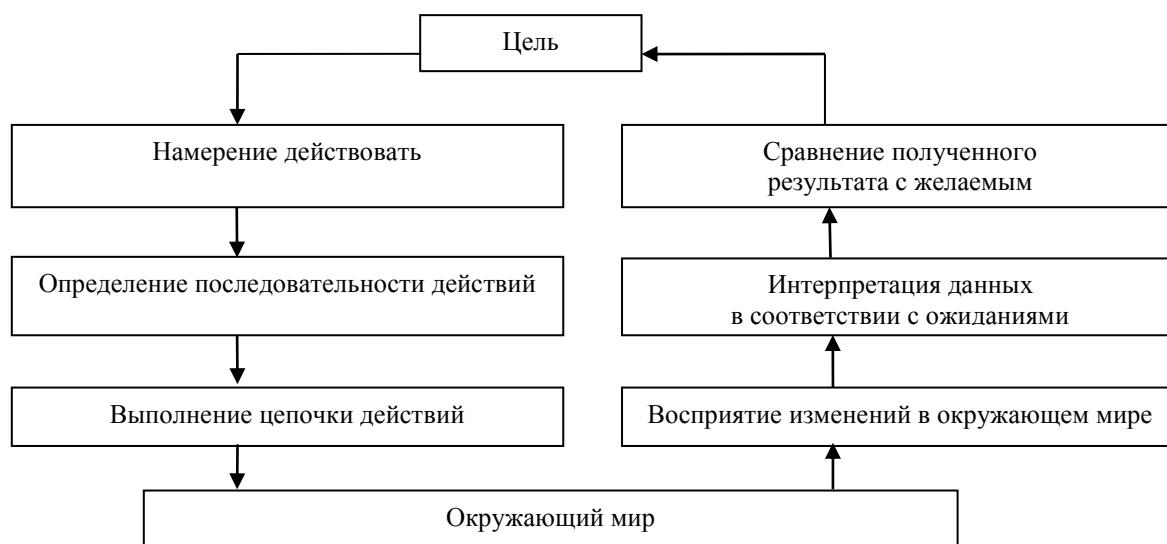 Цель
Намерение действовать
Сравнение полученного
результата с желаемым
Определение последовательности действий
Интерпретация данных
в соответствии с ожиданиями
Выполнение цепочки действий
Восприятие изменений в окружающем мире
Окружающий мир